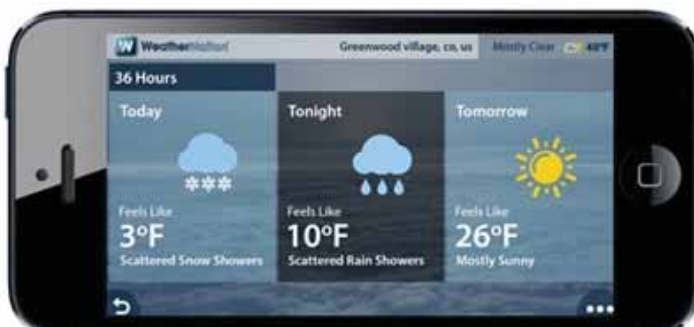 WeatherNation
Greenwood village, co, us
Mostly Clear
36 Hours
Today
Feels Like
3°F
Scattered Snow Showers
Tonight
Feels Like
10°F
Scattered Rain Showers
Tomorrow
Feels Like
26°F
Mostly Sunny